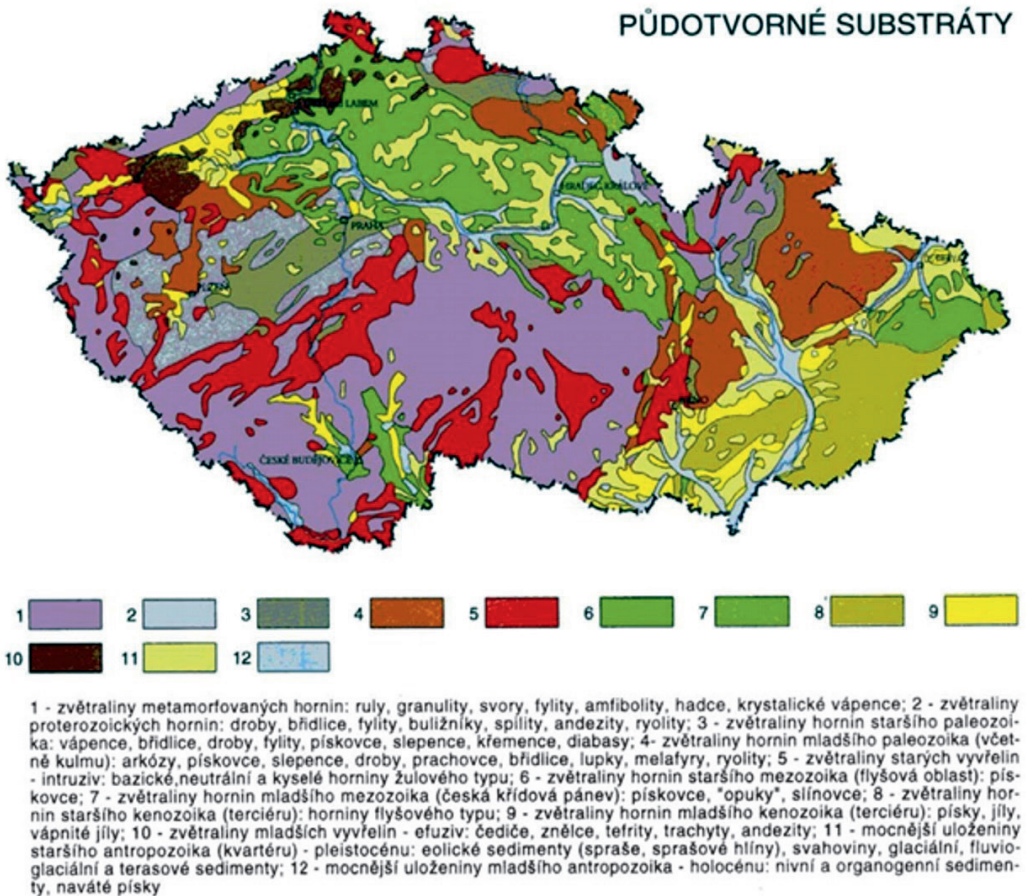 PŮDOTVORNÉ SUBSTRÁTY
HRADEC KRÁLOVÉ
PRAHA
ČESKÉ BUDĚJOVICE
1 2 3 4 5 6 7 8 9
10 11 12
1 - zvětraliny metamorfovaných hornin: ruly, granulity, svory, fylity, amfibolity, hadce, krystalické vápence; 2 - zvětraliny
proterozoických hornin: droby, břidlice, fylity, buližníky, spility, andezity, ryolity; 3 - zvětraliny hornin staršího paleozoi-
ka: vápence, břidlice, droby, fylity, pískovce, slepence, křemence, diabasy; 4- zvětraliny hornin mladšího paleozoika (včet-
ně kulmu): arkózy, pískovce, slepence, droby, prachovce, břidlice, lupky, melafyry, ryolity; 5 - zvětraliny starých vyvřelin
- intruziv: bazické,neutrální a kyselé horniny žulového typu; 6 - zvětraliny hornin staršího mezozoika (flyšová oblast): pís-
kovce; 7 - zvětraliny hornin mladšího mezozoika (česká křídová pánev): pískovce, "opuky", slínovce; 8 - zvětraliny hor-
nin staršího kenozoika (terciéru): horniny flyšového typu; 9 - zvětraliny hornin mladšího kenozoika (terciéru): písky, jíly,
vápnité jíly; 10 - zvětraliny mladších vyvřelin - efuziv: čediče, znělce, tefrity, trachyty, andezity; 11 - mocnější uloženiny
staršího antropozoika (kvartéru) - pleistocénu: eolické sedimenty (spraše, sprašové hlíny), svahoviny, glaciální, fluvio-
glaciální a terasové sedimenty; 12 - mocnější uloženiny mladšího antropozoika - holocénu: nivní a organogenní sedimen-
ty, naváté písky